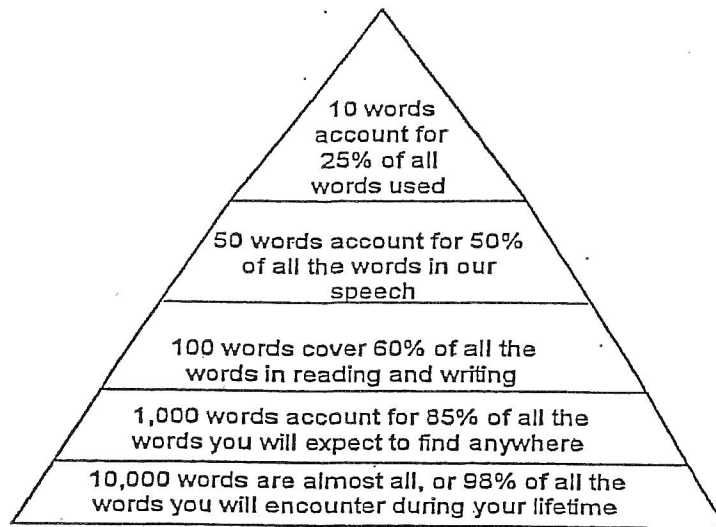 10 words
account for
25% of all
words used
50 words account for 50%
of all the words in our
speech
100 words cover 60% of all the
words in reading and writing
1,000 words account for 85% of all the
words you will expect to find anywhere
10,000 words are almost all, or 98% of all the
words you will encounter during your lifetime